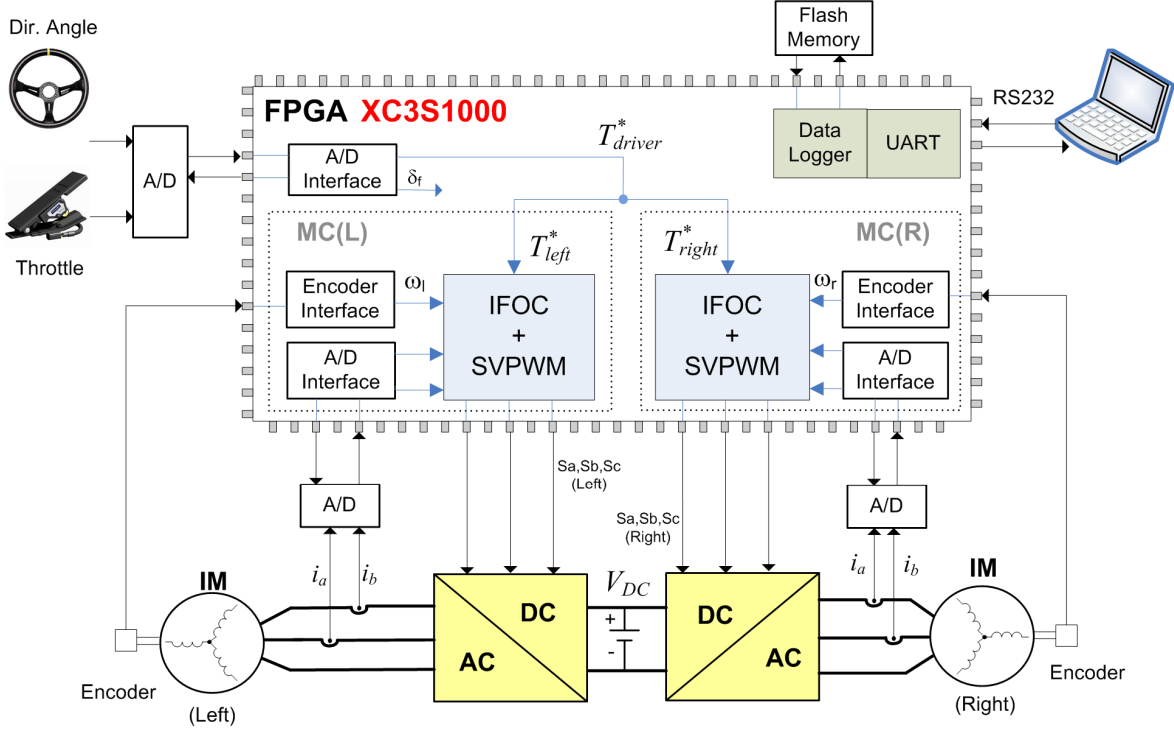 Dir. Angle
Flash
Memory
FPGA XC3S1000
RS232
T*driver
Data
Logger
UART
A/D
A/D
Interface
δf
Throttle
MC(L)
MC(R)
T*left
T*right
Encoder
Interface
ωl
IFOC
+
SVPWM
IFOC
+
SVPWM
ωr
Encoder
Interface
A/D
Interface
A/D
Interface
Sa,Sb,Sc
(Left)
Sa,Sb,Sc
(Right)
A/D
A/D
ia
ib
ia
ib
IM
IM
VDC
DC
AC
+
-
DC
AC
Encoder
(Left)
Encoder
(Right)